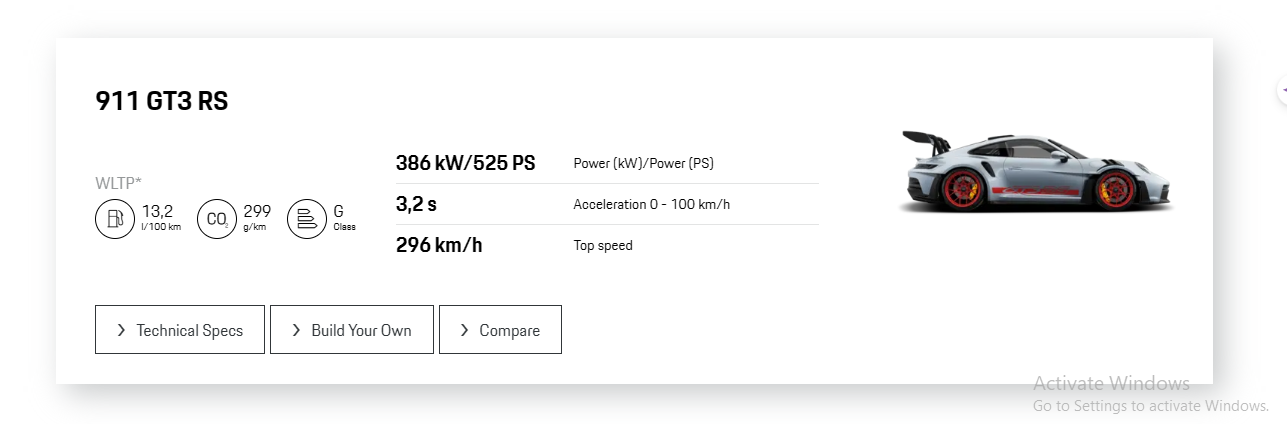 911 GT3 RS
WLTP*
13,2
l/100 km
CO2
299
g/km
G
Class
386 kW/525 PS Power (kW)/Power (PS)
3,2 s Acceleration 0 - 100 km/h
296 km/h Top speed
Technical Specs
Build Your Own
Compare
Activate Windows
Go to Settings to activate Windows.